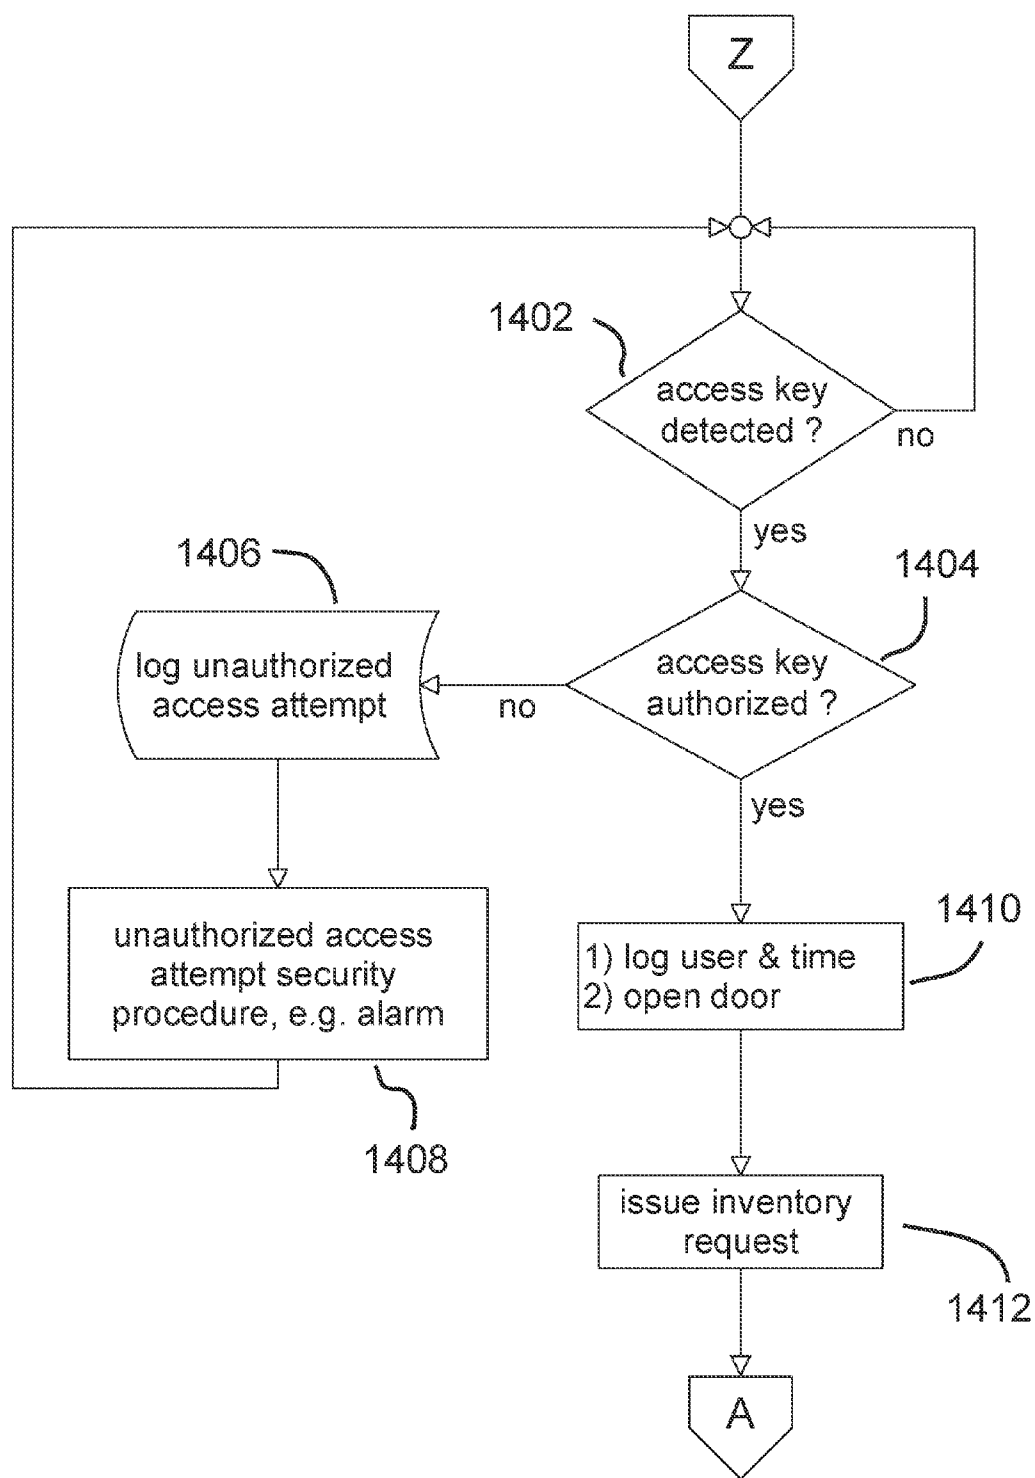 Z
1402
access key
detected ?
no
yes
1406
1404
log unauthorized
access attempt
no
access key
authorized ?
yes
1410
unauthorized access
attempt security
procedure, e.g. alarm
1) log user & time
2) open door
1408
issue inventory
request
1412
A